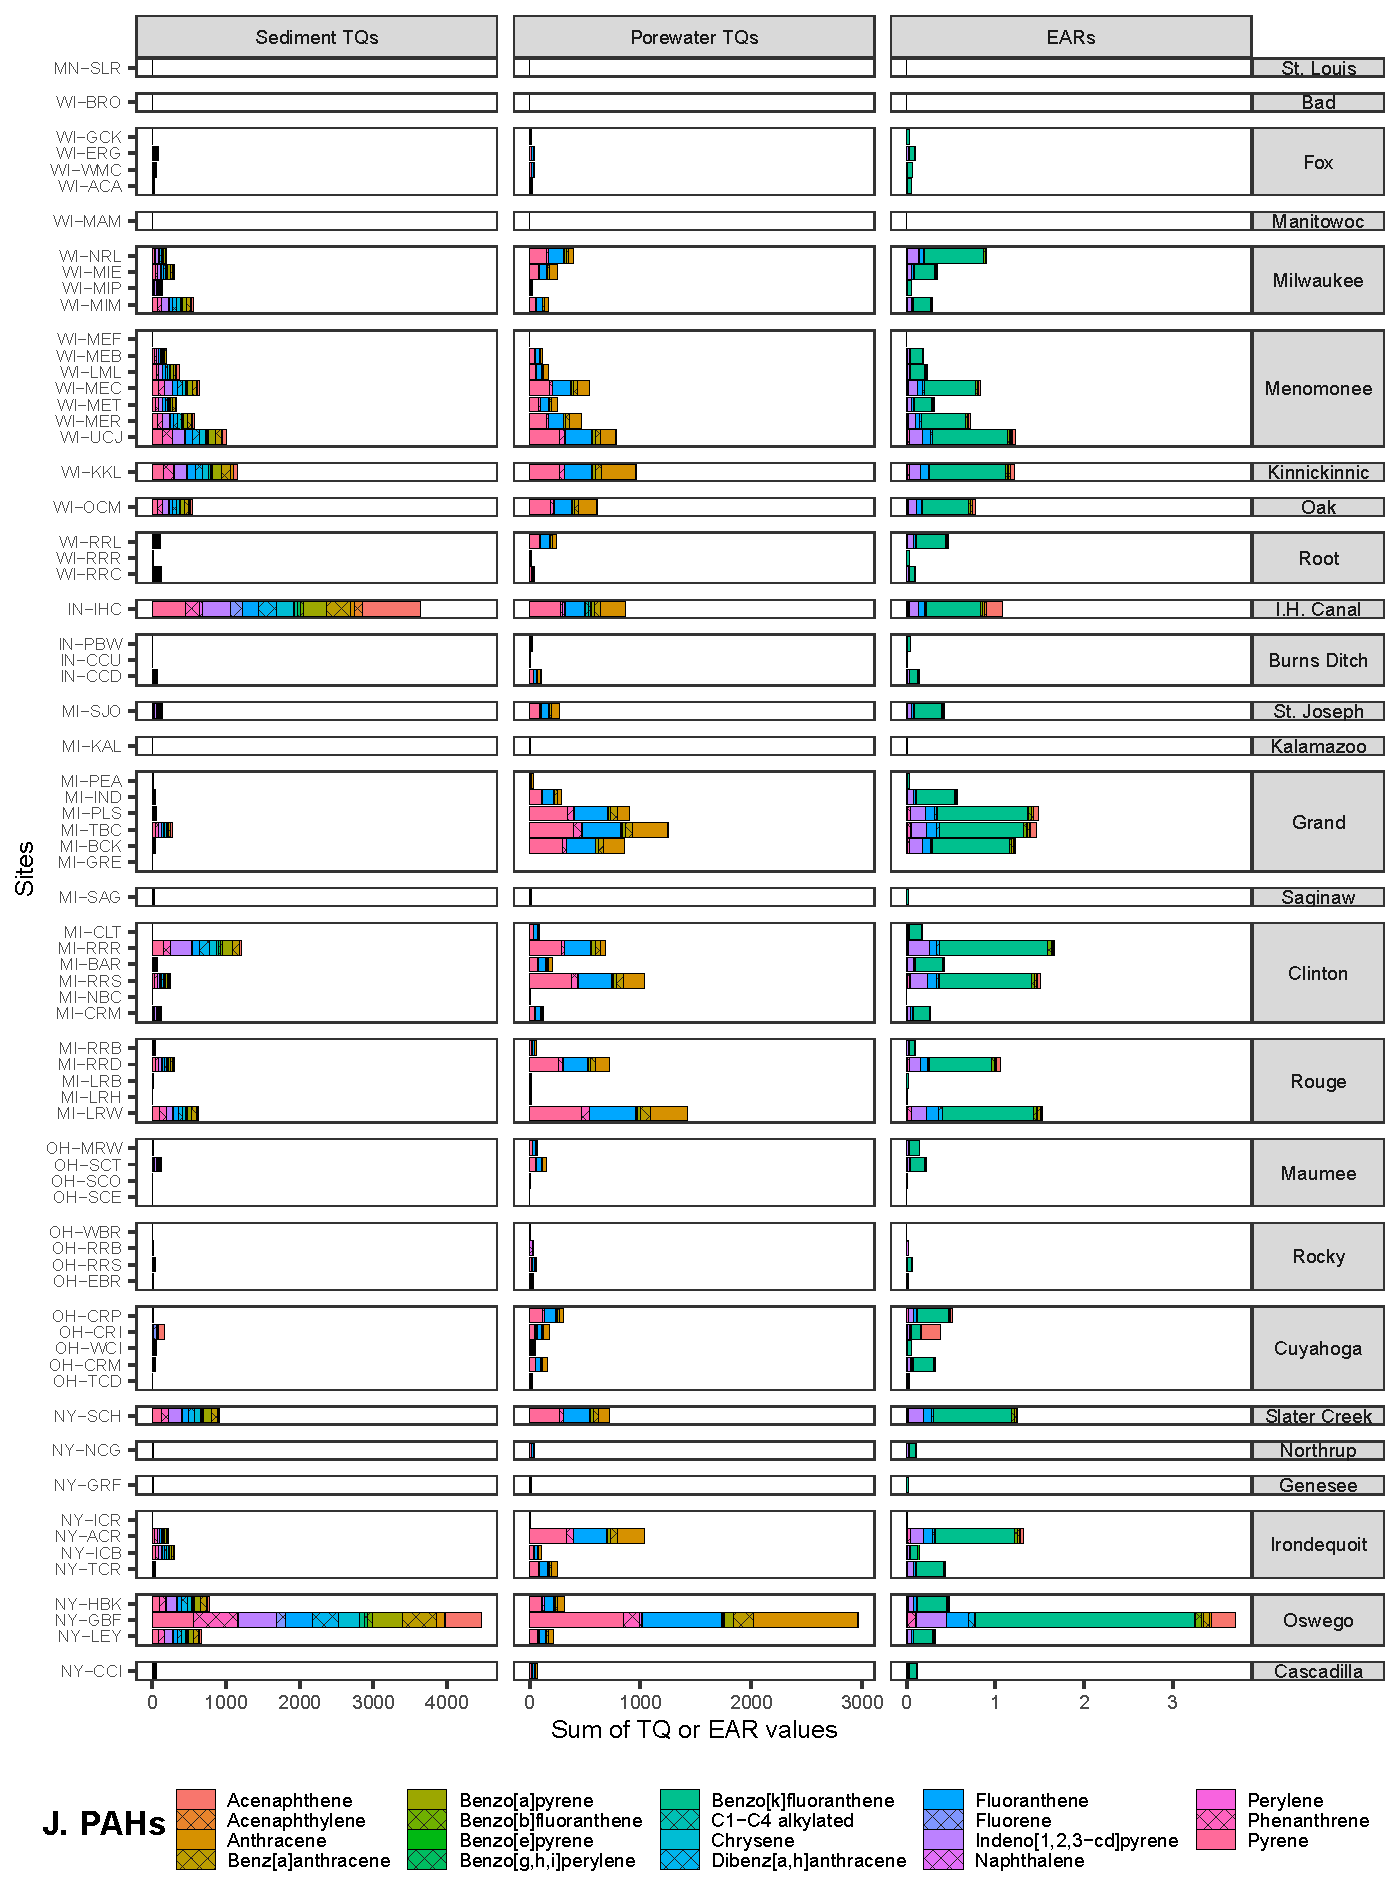 Sediment TQs
Porewater TQs
EARs
MN−SLR
St. Louis
WI−BRO
Bad
WI−GCK
WI−ERG
WI−WMC
WI−ACA
Fox
WI−MAM
Manitowoc
WI−NRL
WI−MIE
WI−MIP
WI−MIM
Milwaukee
WI−MEF
WI−MEB
WI−LML
WI−MEC
WI−MET
WI−MER
WI−UCJ
Menomonee
WI−KKL
Kinnickinnic
WI−OCM
Oak
WI−RRL
WI−RRR
WI−RRC
Root
IN−IHC
I.H. Canal
IN−PBW
IN−CCU
IN−CCD
Burns Ditch
MI−SJO
St. Joseph
MI−KAL
Kalamazoo
MI−PEA
MI−IND
MI−PLS
MI−TBC
MI−BCK
MI−GRE
Grand
MI−SAG
Saginaw
MI−CLT
MI−RRR
MI−BAR
MI−RRS
MI−NBC
MI−CRM
Clinton
MI−RRB
MI−RRD
MI−LRB
MI−LRH
MI−LRW
Rouge
OH−MRW
OH−SCT
OH−SCO
OH−SCE
Maumee
OH−WBR
OH−RRB
OH−RRS
OH−EBR
Rocky
OH−CRP
OH−CRI
OH−WCI
OH−CRM
OH−TCD
Cuyahoga
NY−SCH
Slater Creek
NY−NCG
Northrup
NY−GRF
Genesee
NY−ICR
NY−ACR
NY−ICB
NY−TCR
Irondequoit
NY−HBK
NY−GBF
NY−LEY
Oswego
NY−CCI
Cascadilla
Sites
0 1000 2000 3000 4000
0 1000 2000 3000
0 1 2 3
Sum of TQ or EAR values
J. PAHs
Acenaphthene
Acenaphthylene
Anthracene
Benz[a]anthracene
Benzo[a]pyrene
Benzo[b]fluoranthene
Benzo[e]pyrene
Benzo[g,h,i]perylene
Benzo[k]fluoranthene
C1−C4 alkylated
Chrysene
Dibenz[a,h]anthracene
Fluoranthene
Fluorene
Indeno[1,2,3−cd]pyrene
Naphthalene
Perylene
Phenanthrene
Pyrene